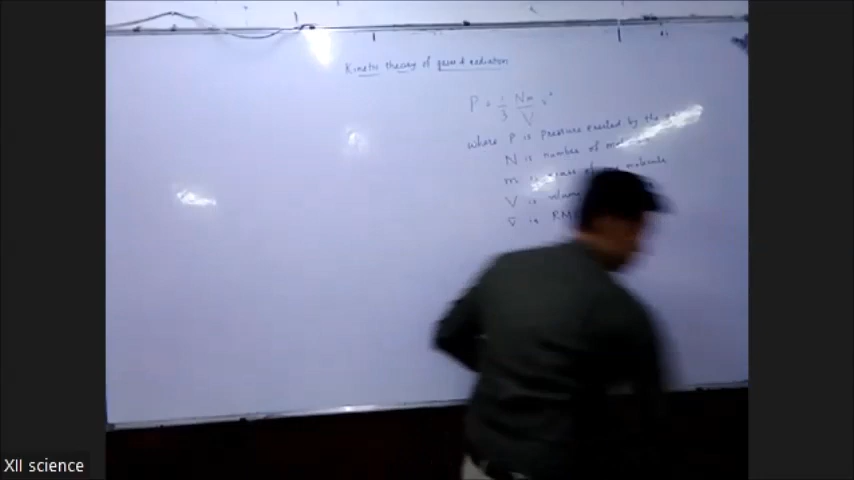 Kinetic theory of gases & radiation
P = 1/3 Nm/V v²
where P is pressure exerted by the
N is number of
m is mass of molecule
V is volume
v̄ is RMS
XII science